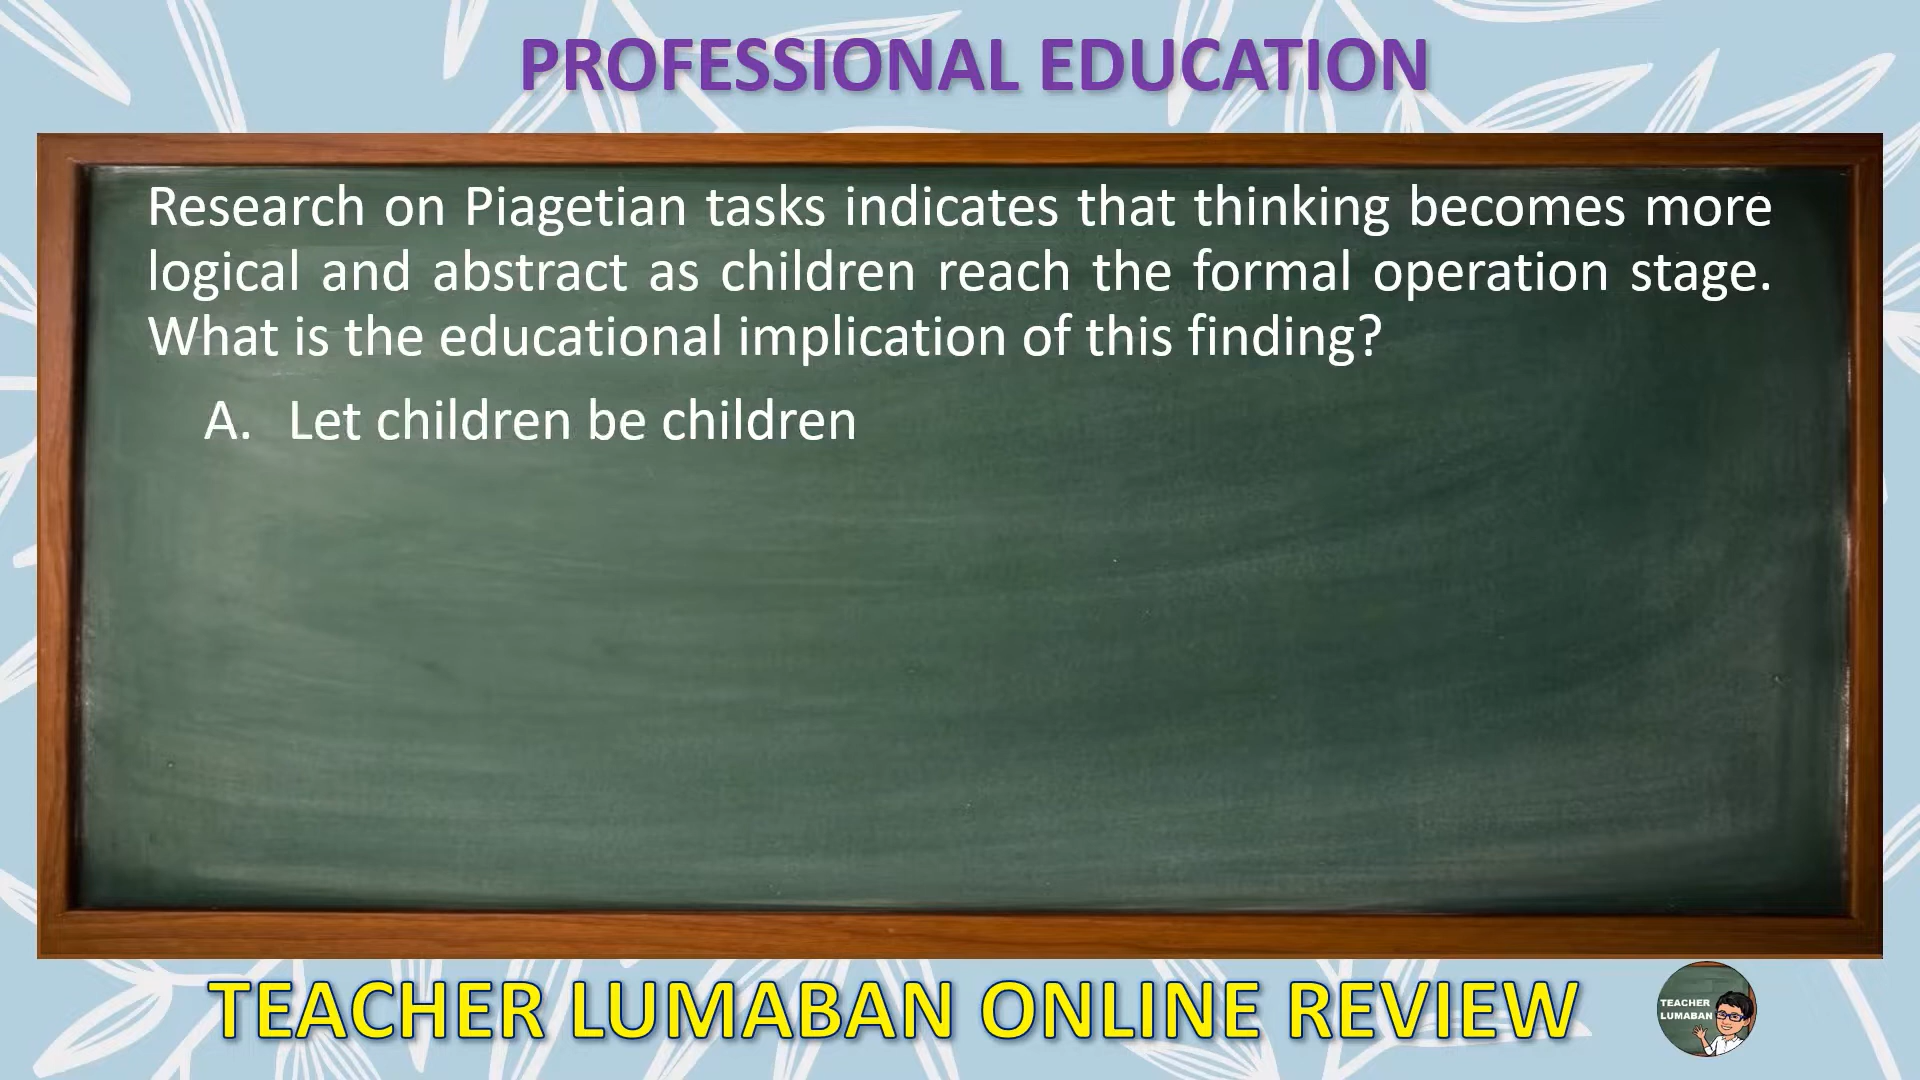 PROFESSIONAL EDUCATION
Research on Piagetian tasks indicates that thinking becomes more
logical and abstract as children reach the formal operation stage.
What is the educational implication of this finding?
A. Let children be children
TEACHER LUMABAN ONLINE REVIEW
TEACHER
LUMABAN